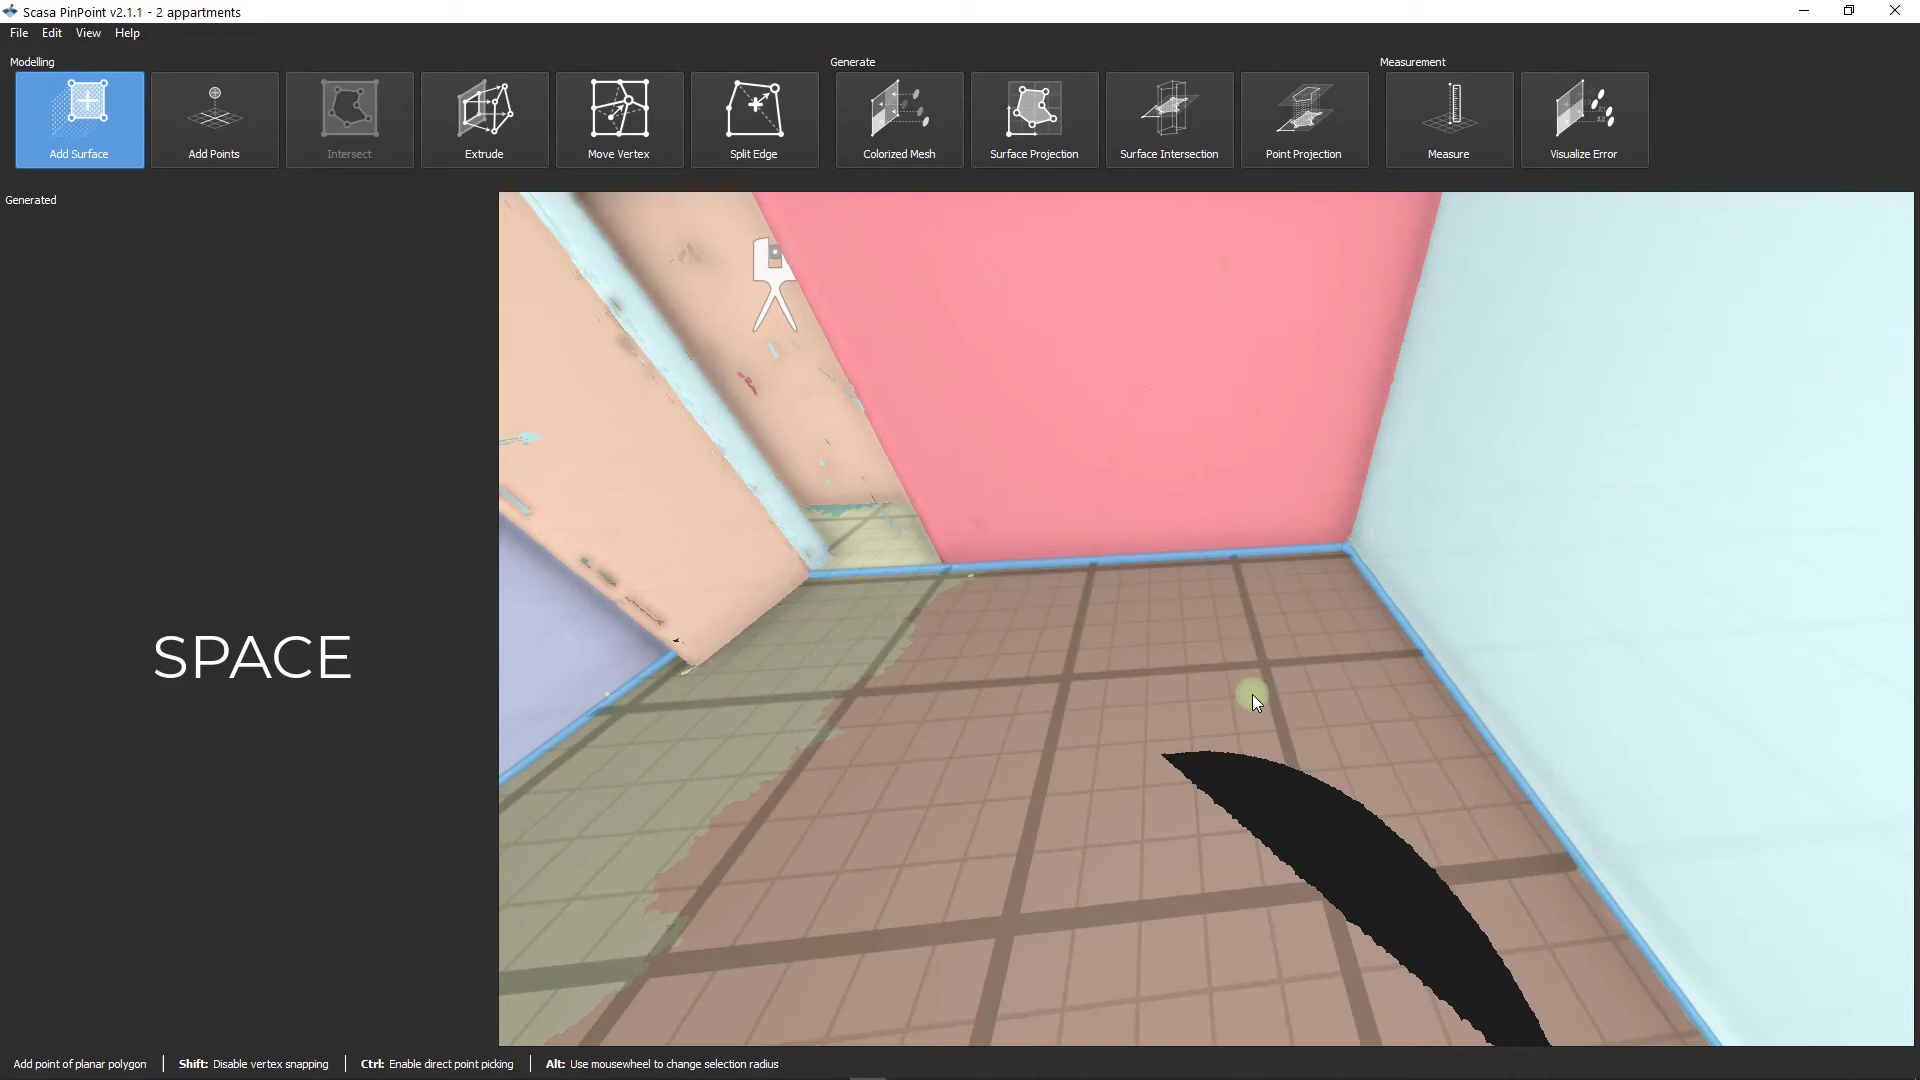 Scasa PinPoint v2.1.1 - 2 appartments
File Edit View Help
Modelling Generate Measurement
Add Surface Add Points Intersect Extrude Move Vertex Split Edge Colorized Mesh Surface Projection Surface Intersection Point Projection Measure Visualize Error
Generated
SPACE
Add point of planar polygon Shift: Disable vertex snapping Ctrl: Enable direct point picking Alt: Use mousewheel to change selection radius